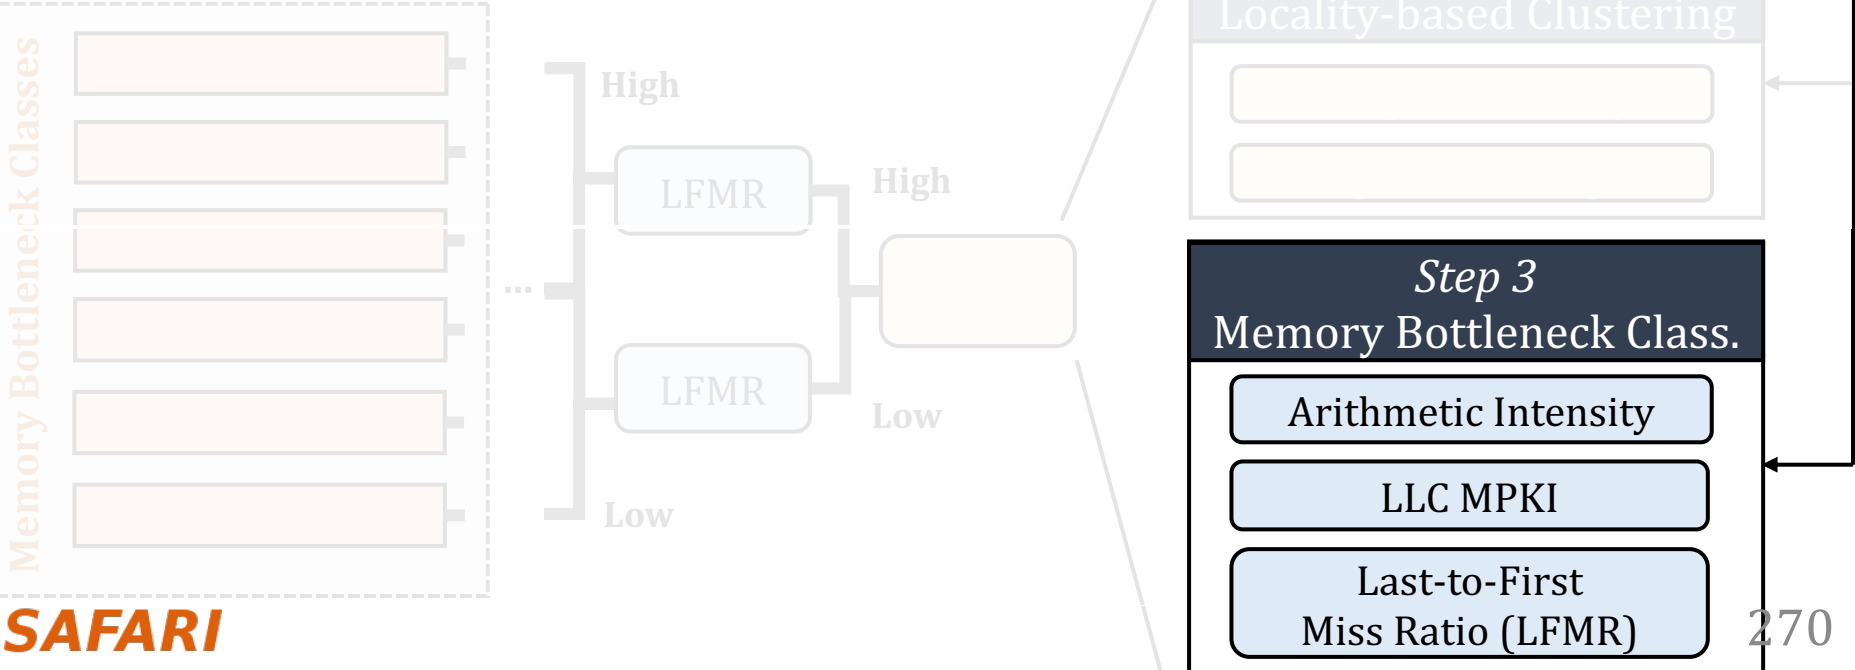 Memory Bottleneck Classes
High
LFMR
High
...
LFMR
Low
Low
Locality-based Clustering
Step 3
Memory Bottleneck Class.
Arithmetic Intensity
LLC MPKI
Last-to-First
Miss Ratio (LFMR)
SAFARI
270